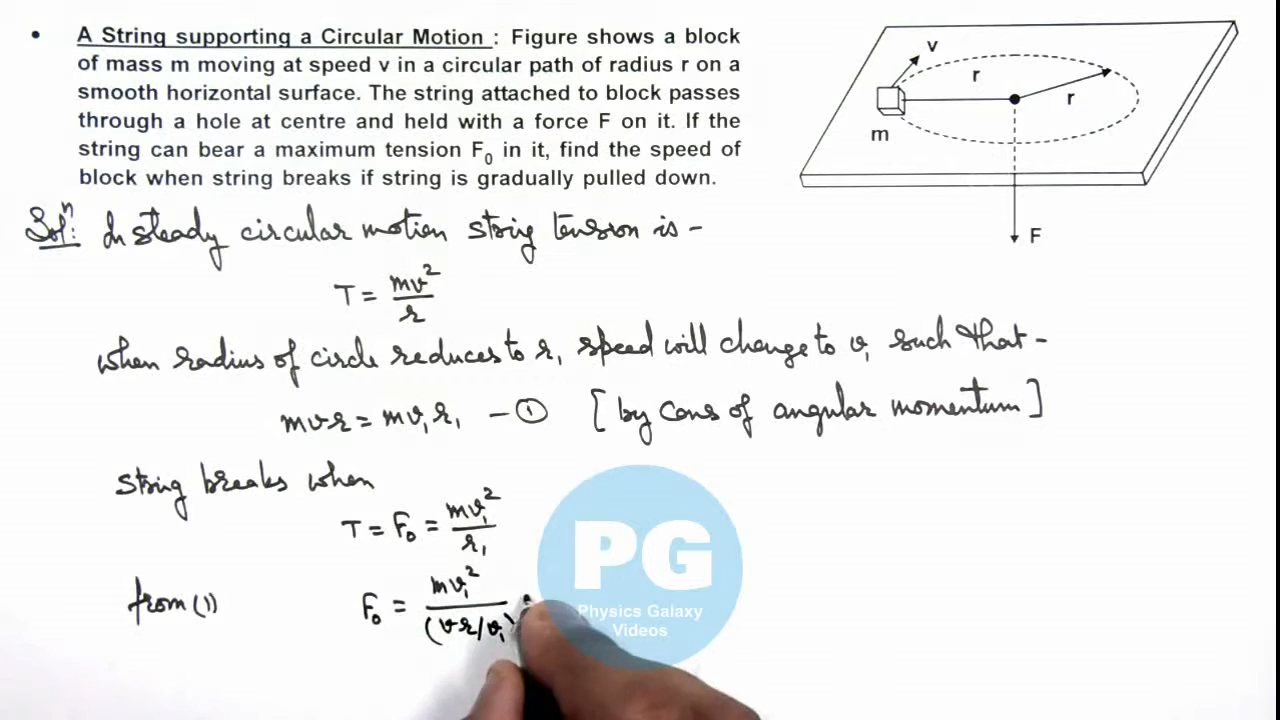 • A String supporting a Circular Motion : Figure shows a block
of mass m moving at speed v in a circular path of radius r on a
smooth horizontal surface. The string attached to block passes
through a hole at centre and held with a force F on it. If the
string can bear a maximum tension F₀ in it, find the speed of
block when string breaks if string is gradually pulled down.
v
r
r
m
F
Solⁿ: In steady circular motion string tension is –
T = mv²/r
when radius of circle reduces to r₁ speed will change to v₁ such that –
mvr = mv₁r₁ – ① [by cons of angular momentum]
String breaks when
T = F₀ = mv₁²/r₁
from (1) F₀ = mv₁²/(vr/v₁)
PG
Physics Galaxy
Videos